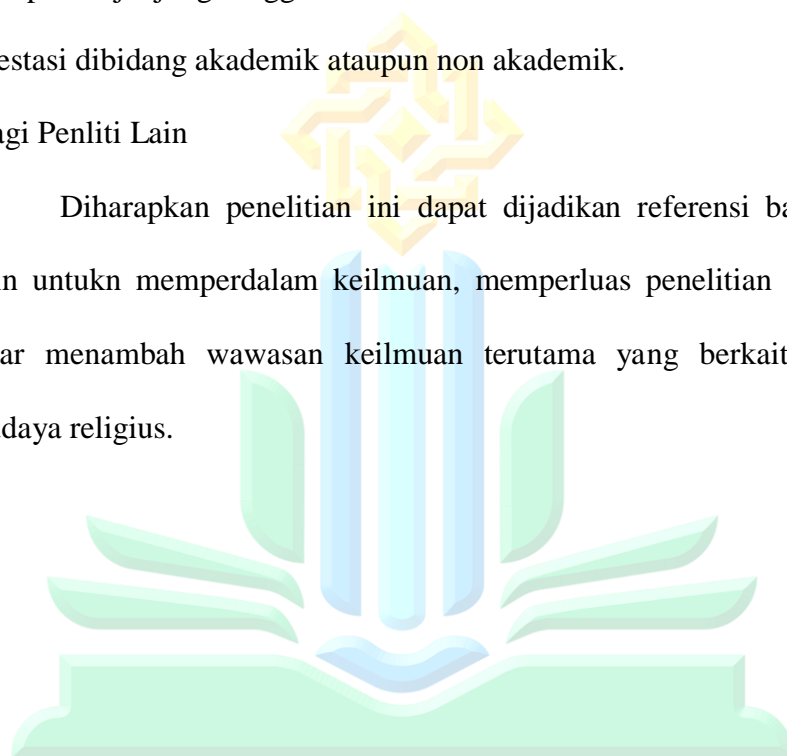 estasi dibidang akademik ataupun non akademik.
agi Penliti Lain
Diharapkan penelitian ini dapat dijadikan referensi ba
n untukn memperdalam keilmuan, memperluas penelitian
ar menambah wawasan keilmuan terutama yang berkait
daya religius.